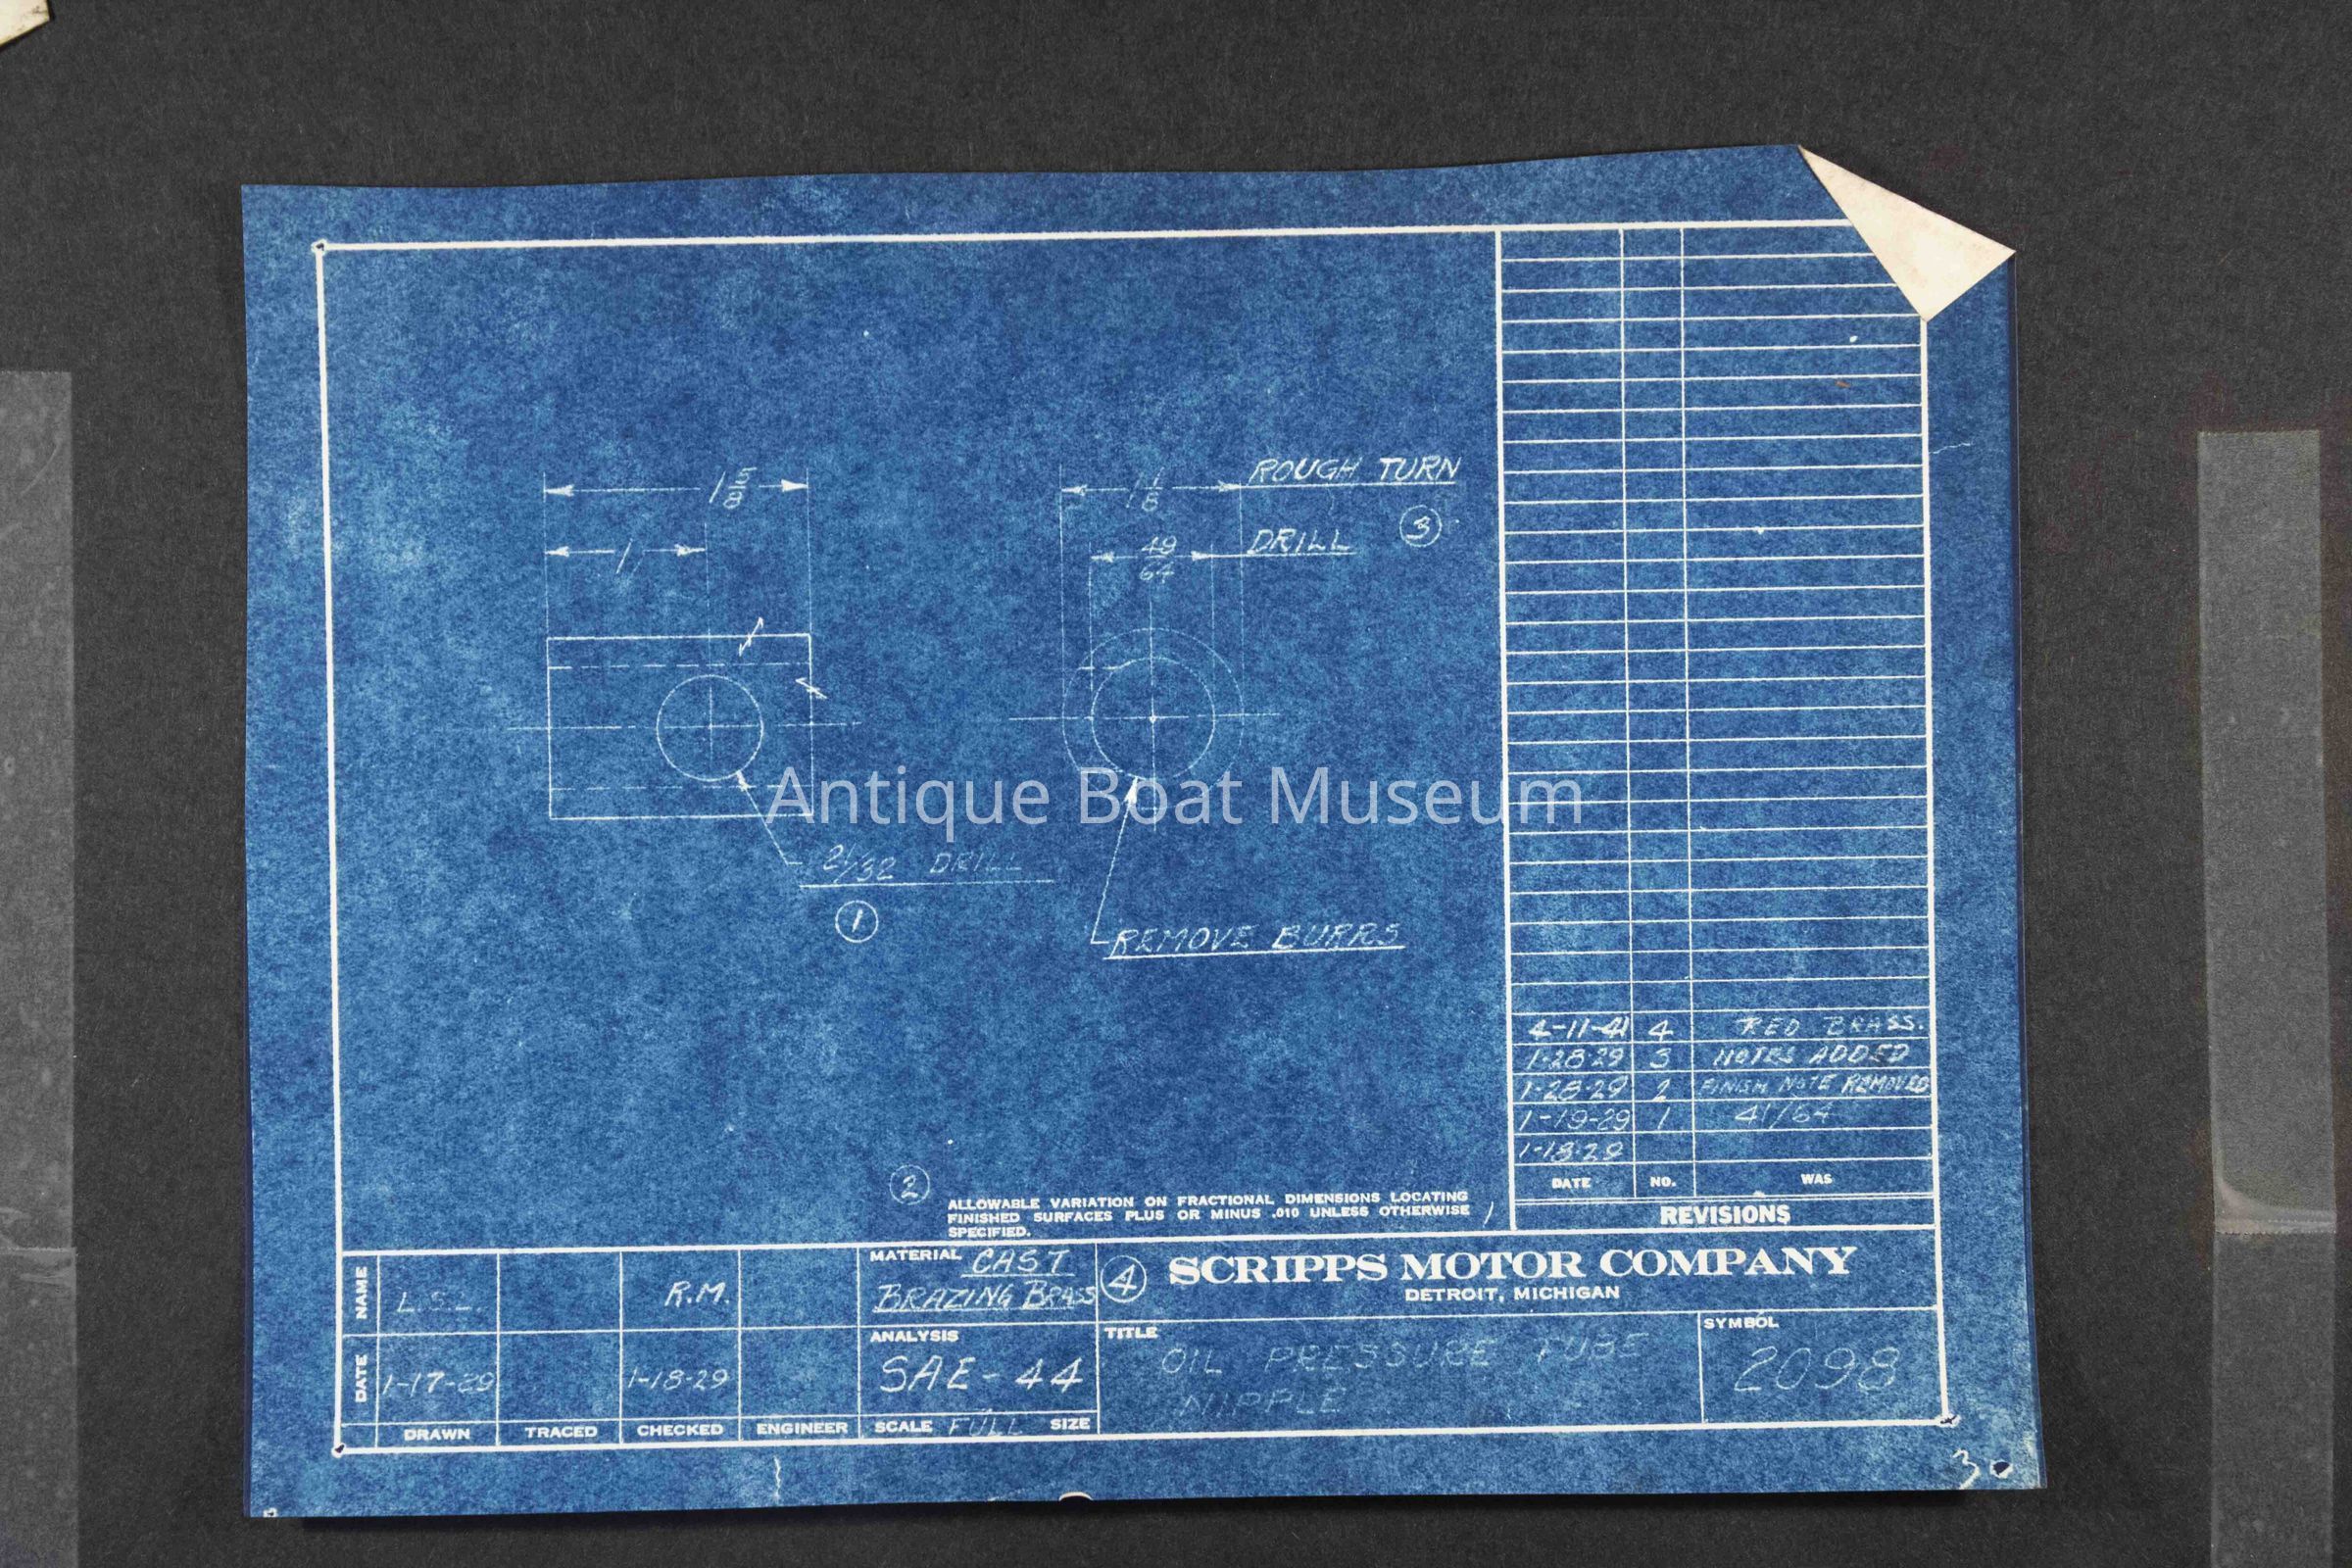 1 5/8
1 1/8
ROUGH TURN
3
1
49/64
DRILL
21/32 DRILL
1
REMOVE BURRS
Antique Boat Museum
4-11-41 4 RED BRASS.
1-28-29 3 NOTES ADDED
1-28-29 2 FINISH NOTE REMOVED
1-19-29 1 41/64
1-18-29
DATE NO. WAS
REVISIONS
2
ALLOWABLE VARIATION ON FRACTIONAL DIMENSIONS LOCATING
FINISHED SURFACES PLUS OR MINUS .010 UNLESS OTHERWISE
SPECIFIED.
NAME L.S.L. R.M.
DATE 1-17-29 1-18-29
DRAWN TRACED CHECKED ENGINEER
MATERIAL CAST
BRAZING BRASS
4
ANALYSIS
SAE-44
SCALE FULL SIZE
SCRIPPS MOTOR COMPANY
DETROIT, MICHIGAN
TITLE
OIL PRESSURE TUBE
NIPPLE
SYMBOL
2098
3